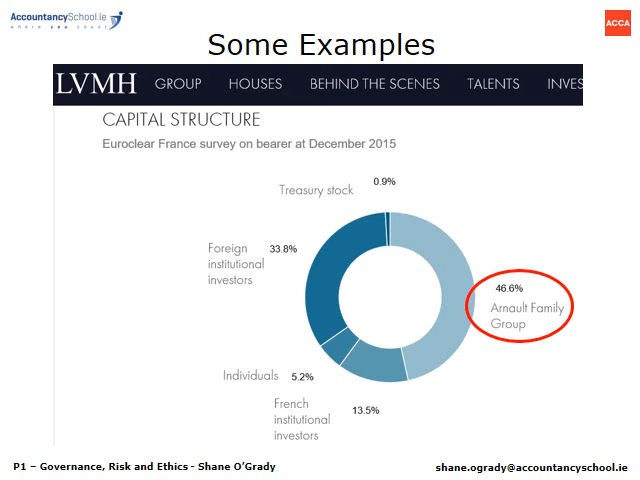 AccountancySchool.ie
where you count
ACCA
Some Examples
LVMH GROUP HOUSES BEHIND THE SCENES TALENTS INVES
CAPITAL STRUCTURE
Euroclear France survey on bearer at December 2015
Treasury stock 0.9%
Foreign institutional investors 33.8%
46.6%
Arnault Family
Group
Individuals 5.2%
French institutional investors 13.5%
P1 – Governance, Risk and Ethics - Shane O'Grady
shane.ogrady@accountancyschool.ie